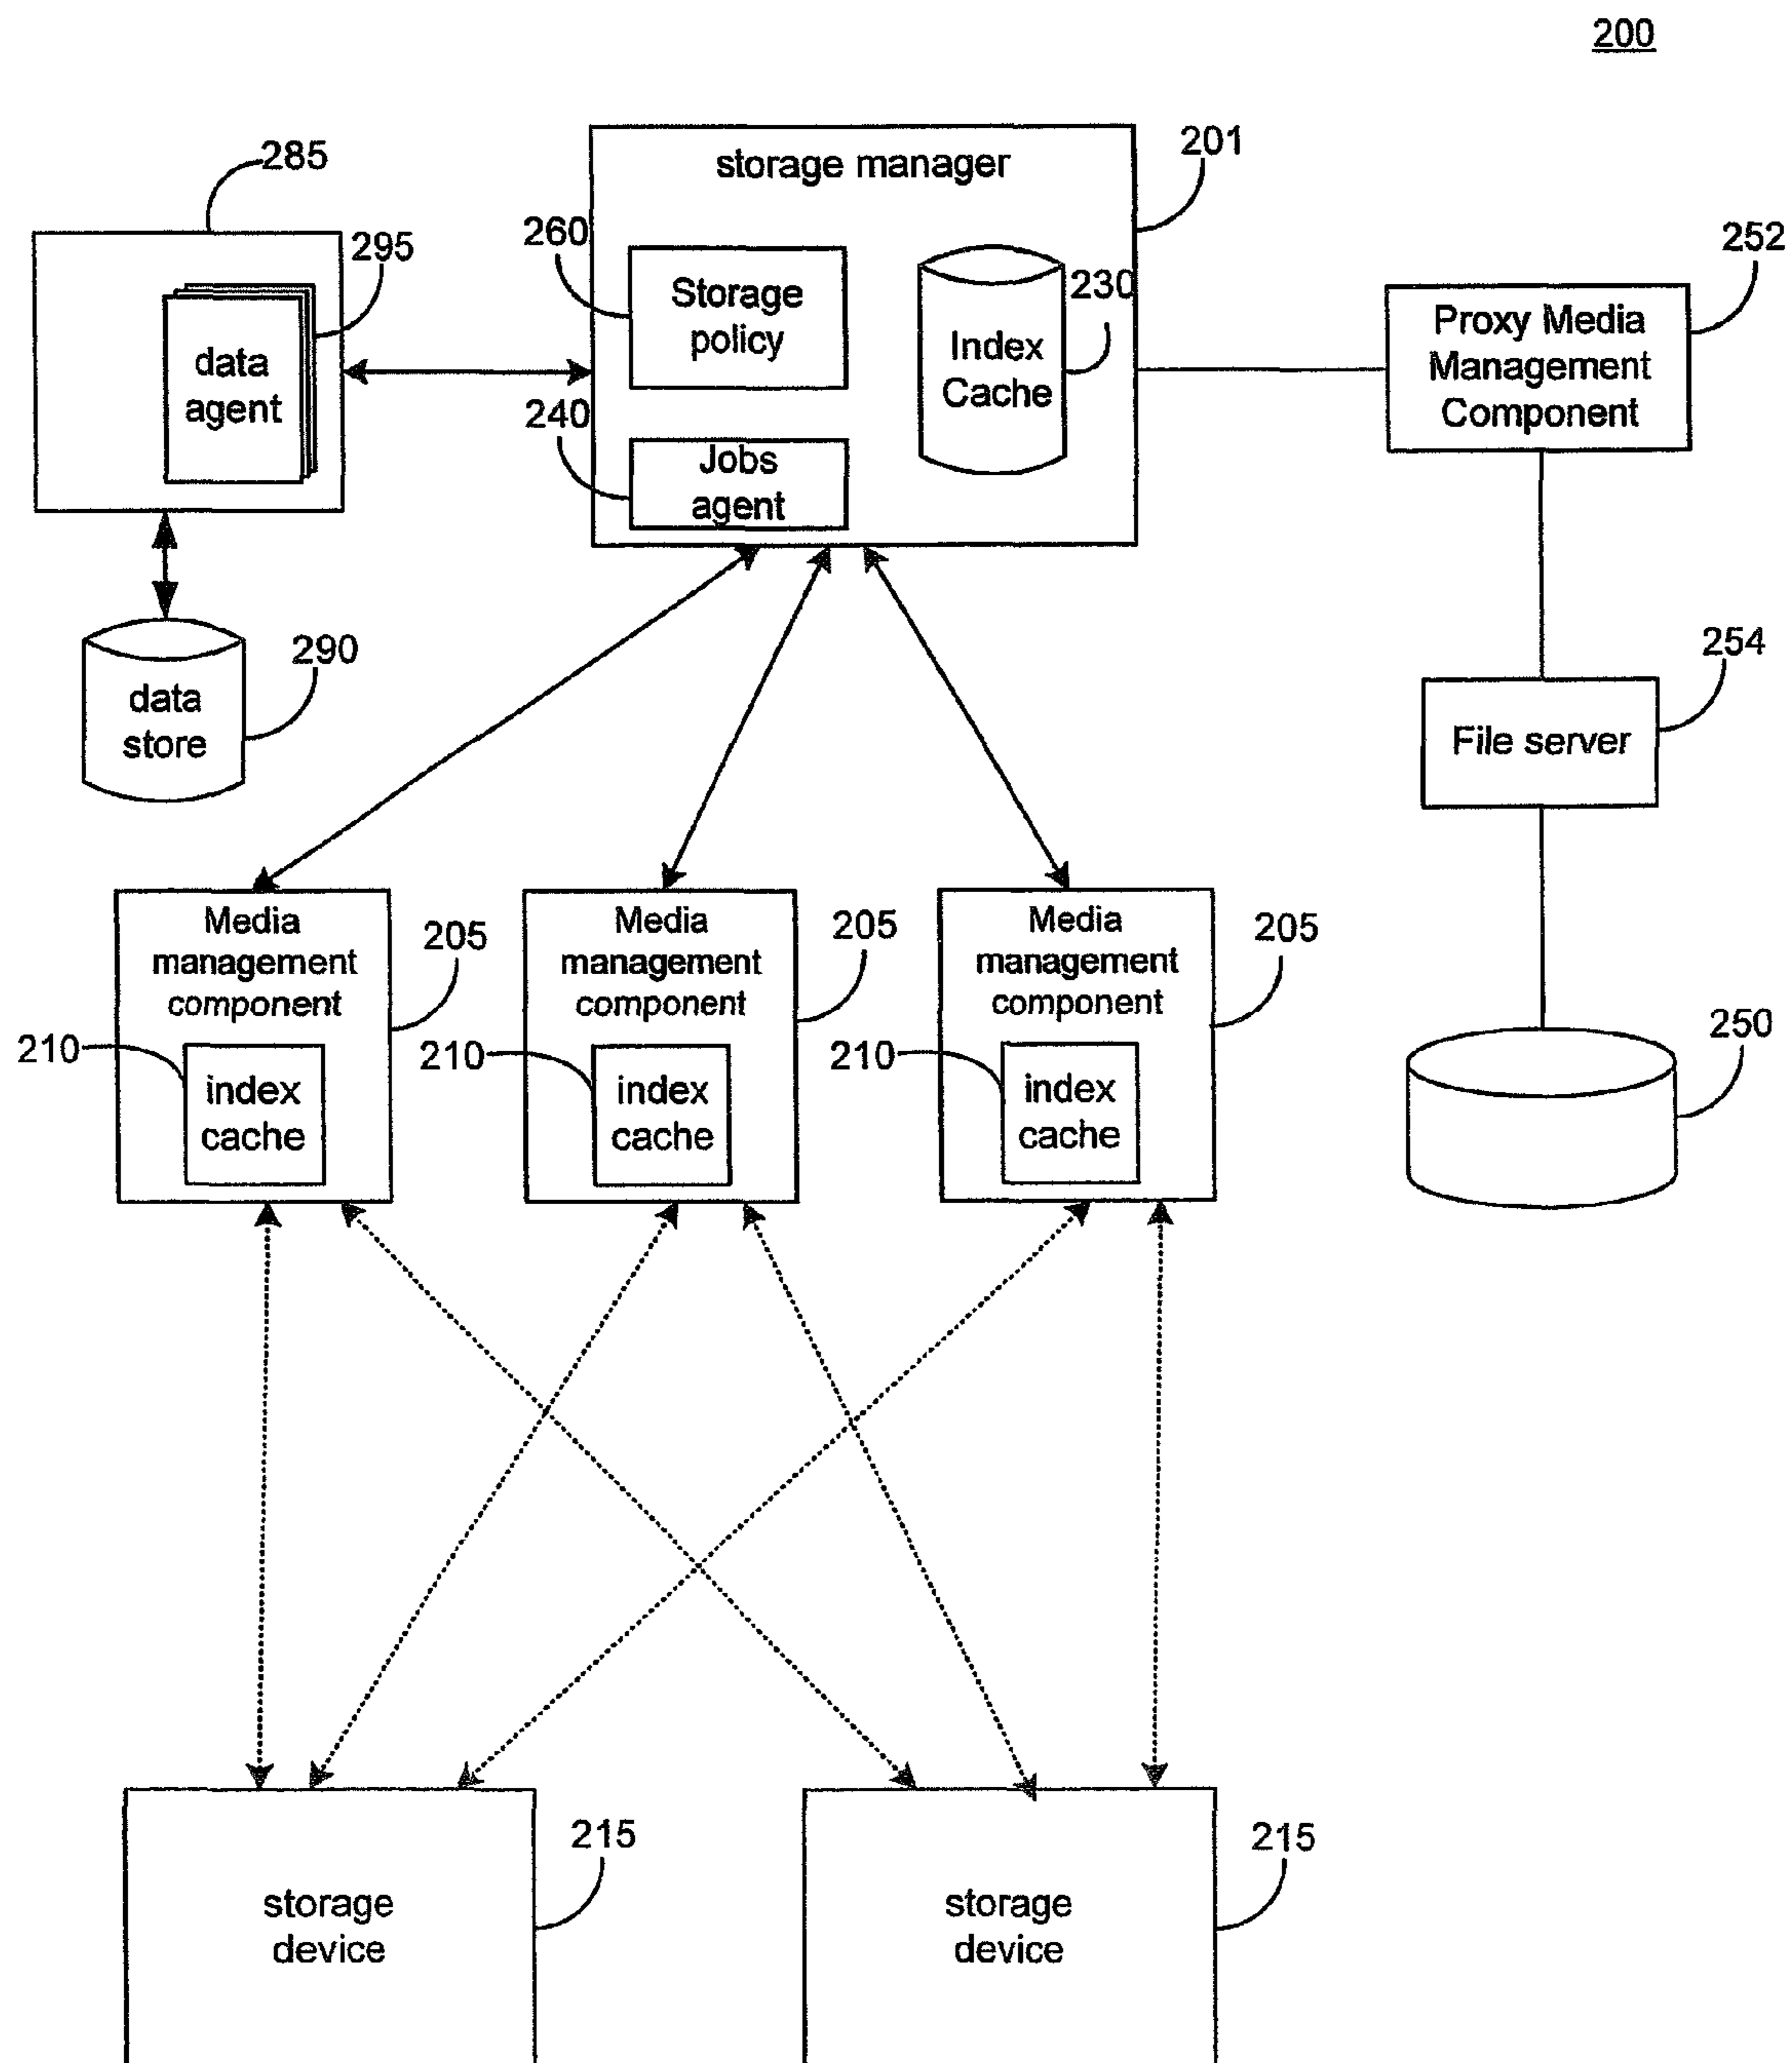 200
201
storage manager
285
260
295
252
230
Storage
policy
Index
Cache
Proxy Media
Management
Component
data
agent
240
Jobs
agent
290
254
data
store
File server
Media
management
component
205
Media
management
component
205
Media
management
component
205
250
210
index
cache
210
index
cache
210
index
cache
215
storage
device
215
storage
device